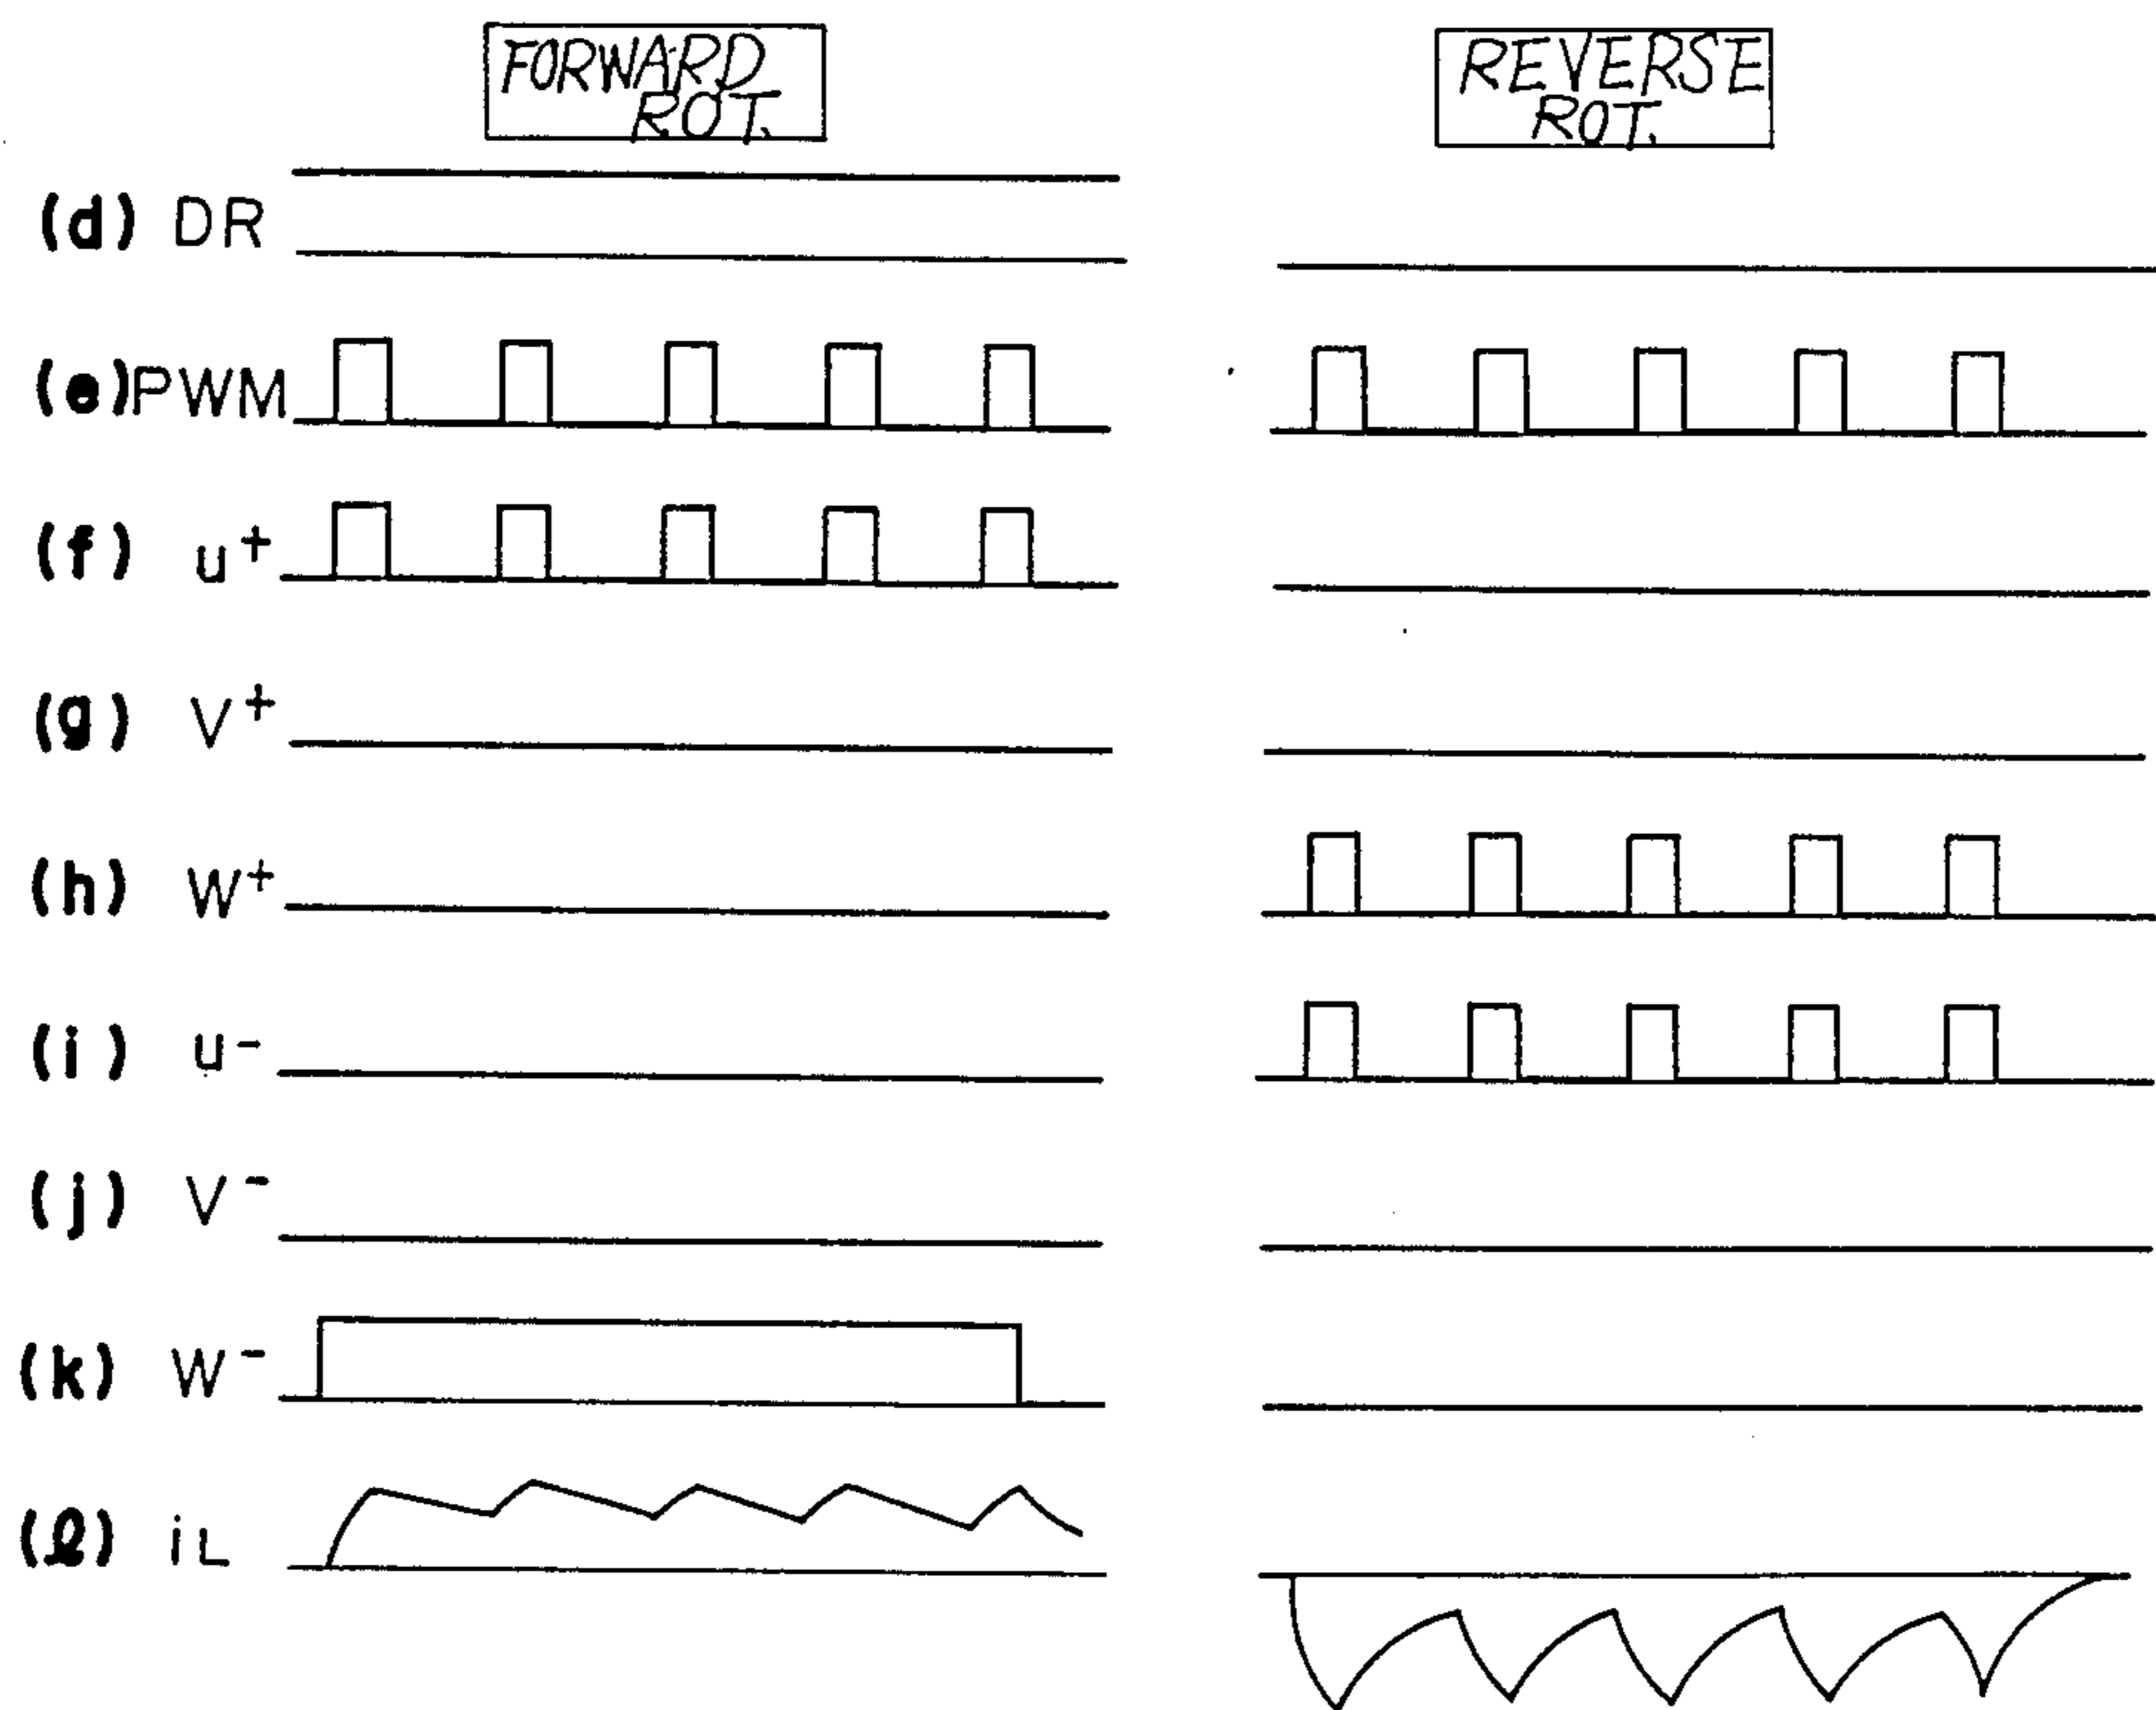 FORWARD
ROT.
REVERSE
ROT.
(d) DR
(e) PWM
(f) u+
(g) V+
(h) W+
(i) u-
(j) V-
(k) W-
(l) iL